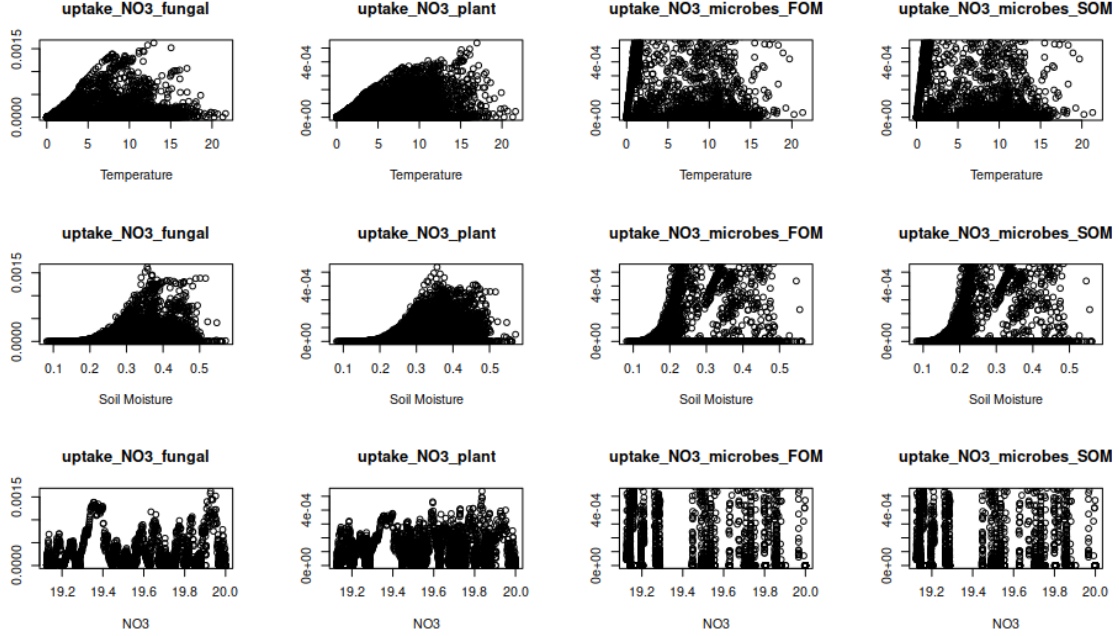 uptake_NO3_fungal
0.0015
0.0000
0 5 10 15 20
Temperature
uptake_NO3_plant
4e-04
0e+00
0 5 10 15 20
Temperature
uptake_NO3_microbes_FOM
4e-04
0e+00
0 5 10 15 20
Temperature
uptake_NO3_microbes_SOM
4e-04
0e+00
0 5 10 15 20
Temperature
uptake_NO3_fungal
0.0015
0.0000
0.1 0.2 0.3 0.4 0.5
Soil Moisture
uptake_NO3_plant
4e-04
0e+00
0.1 0.2 0.3 0.4 0.5
Soil Moisture
uptake_NO3_microbes_FOM
4e-04
0e+00
0.1 0.2 0.3 0.4 0.5
Soil Moisture
uptake_NO3_microbes_SOM
4e-04
0e+00
0.1 0.2 0.3 0.4 0.5
Soil Moisture
uptake_NO3_fungal
0.0015
0.0000
19.2 19.4 19.6 19.8 20.0
NO3
uptake_NO3_plant
4e-04
0e+00
19.2 19.4 19.6 19.8 20.0
NO3
uptake_NO3_microbes_FOM
4e-04
0e+00
19.2 19.4 19.6 19.8 20.0
NO3
uptake_NO3_microbes_SOM
4e-04
0e+00
19.2 19.4 19.6 19.8 20.0
NO3